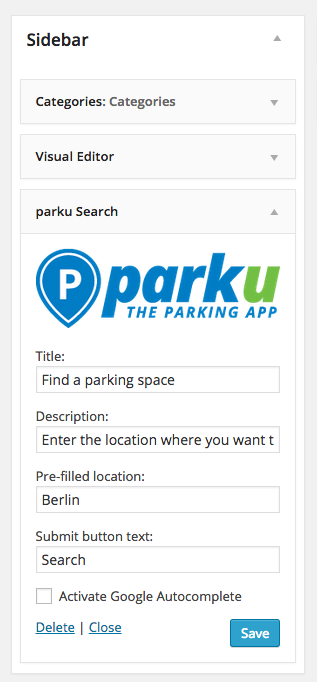 Sidebar
Categories: Categories
Visual Editor
parku Search
P parku
THE PARKING APP
Title:
Find a parking space
Description:
Enter the location where you want t
Pre-filled location:
Berlin
Submit button text:
Search
Activate Google Autocomplete
Delete | Close Save